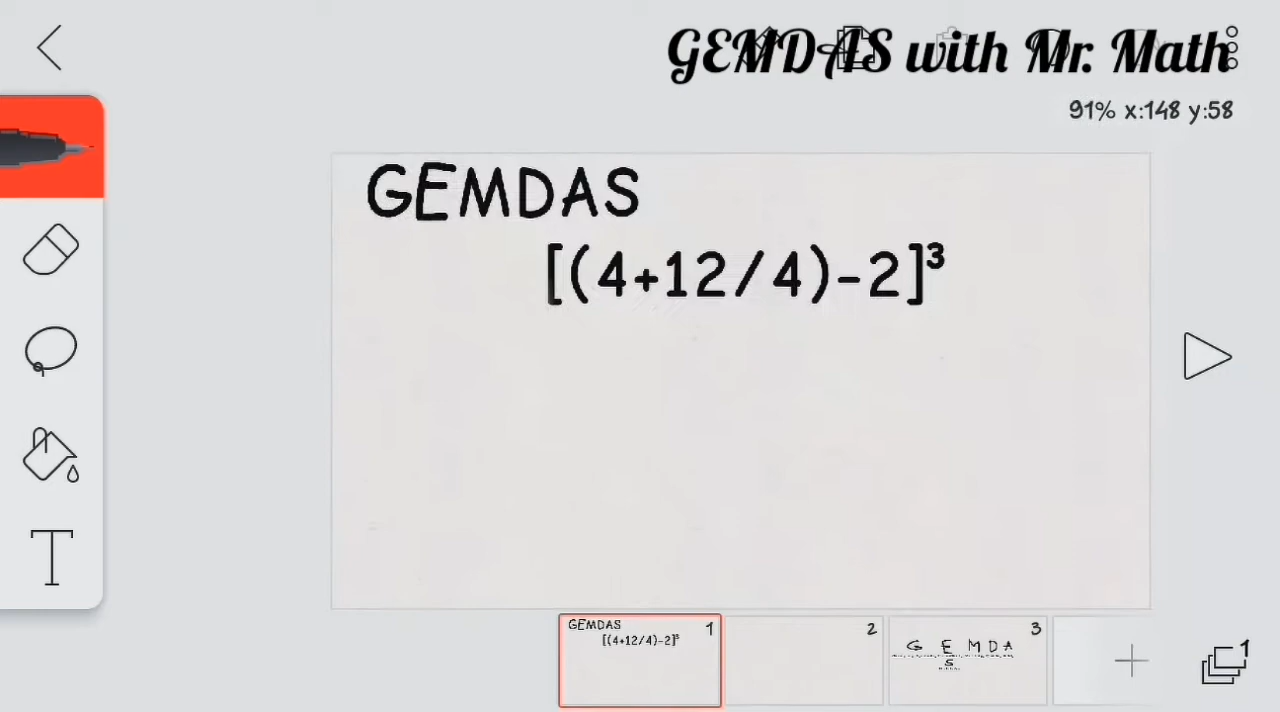 GEMDAS with Mr. Math
91% x:148 y:58
GEMDAS
[(4+12/4)-2]³
T
GEMDAS 1
[(4+12/4)-2]³
2
3
G E M D A
S
1